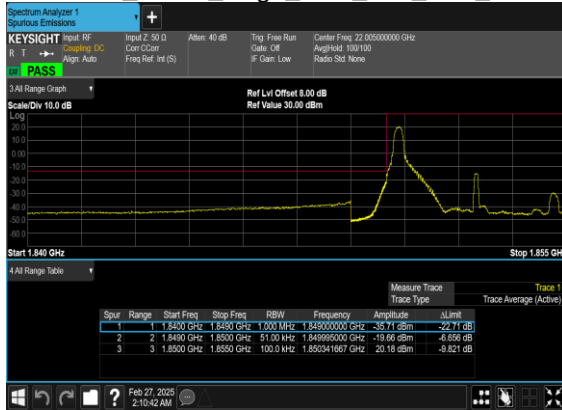 Spectrum Analyzer 1
Spurious Emissions
+
KEYSIGHT Input: RF Input Z: 50 Ω Atten: 40 dB Trig: Free Run Center Freq: 22.005000000 GHz
R T Coupling: DC Corr CCorr Gate: Off Avg|Hold: 100/100
Align: Auto Freq Ref: Int (S) IF Gain: Low Radio Std: None
PASS
3 All Range Graph Ref Lvl Offset 8.00 dB
Scale/Div 10.0 dB Ref Value 30.00 dBm
Log
20.0
10.0
0.00
-10.0
-20.0
-30.0
-40.0
-50.0
-60.0
Start 1.840 GHz Stop 1.855 GH
4 All Range Table
Measure Trace Trace 1
Trace Type Trace Average (Active)
Spur Range Start Freq Stop Freq RBW Frequency Amplitude ΔLimit
1 1 1.8400 GHz 1.8490 GHz 1.000 MHz 1.849000000 GHz -35.71 dBm -22.71 dB
2 2 1.8490 GHz 1.8500 GHz 51.00 kHz 1.849995000 GHz -19.66 dBm -6.656 dB
3 3 1.8500 GHz 1.8550 GHz 100.0 kHz 1.850341667 GHz 20.18 dBm -9.821 dB
? Feb 27, 2025
2:10:42 AM